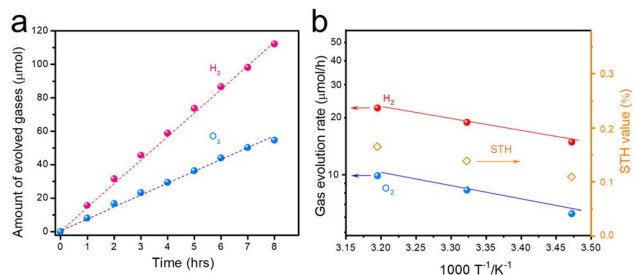 a
120
100
80
60
40
20
0
Amount of evolved gases (μmol)
H₂
O₂
0 1 2 3 4 5 6 7 8
Time (hrs)
b
50
40
30
20
10
Gas evolution rate (μmol/h)
H₂
STH
O₂
0.3
0.2
0.1
0.0
STH value (%)
3.15 3.20 3.25 3.30 3.35 3.40 3.45 3.50
1000 T⁻¹/K⁻¹